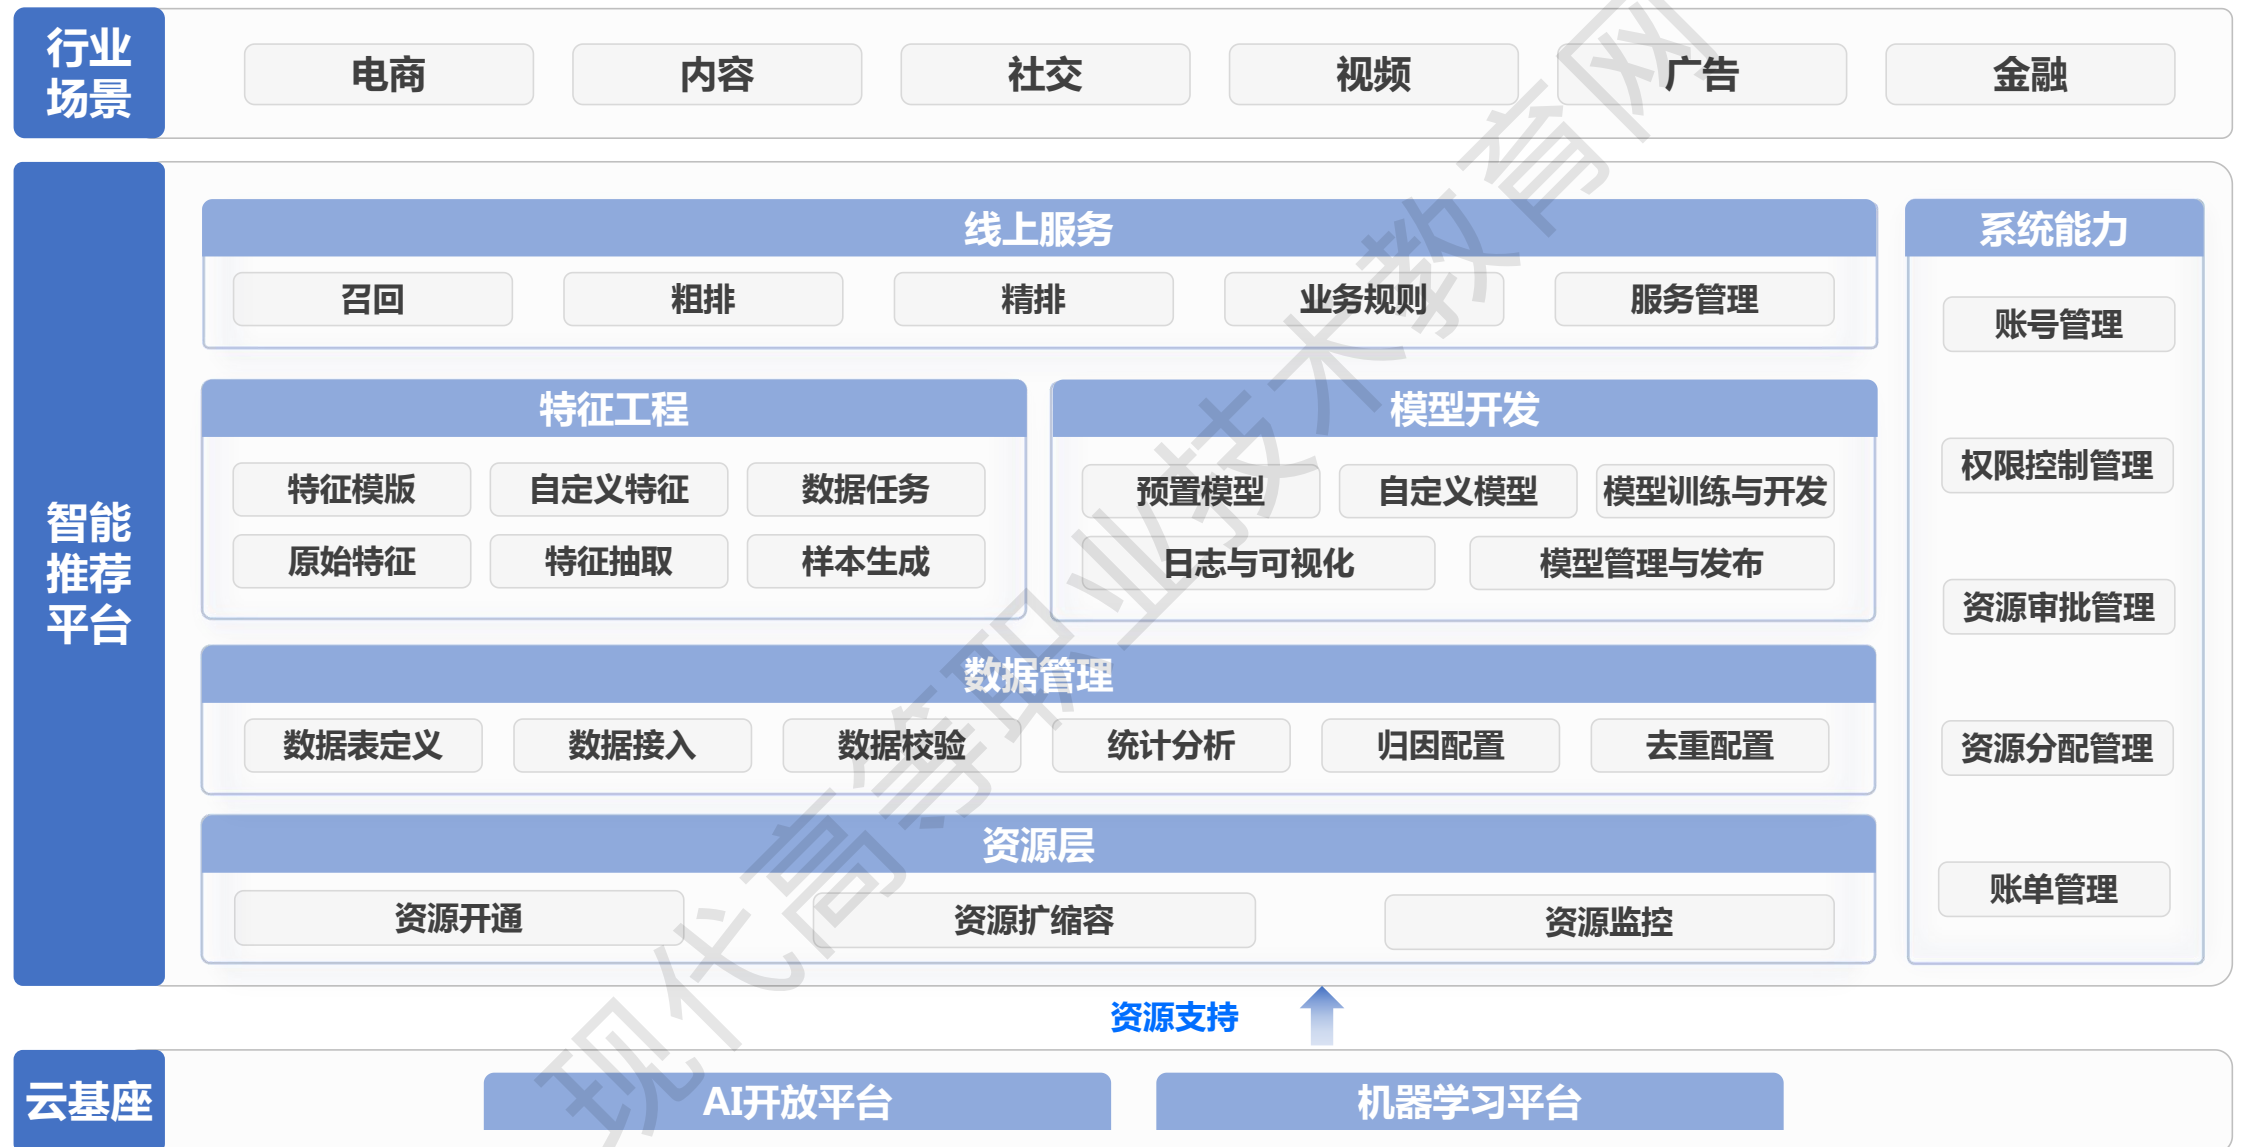 行业
场景
电商
内容
社交
视频
广告
金融
智能
推荐
平台
线上服务
召回
粗排
精排
业务规则
服务管理
特征工程
特征模版
自定义特征
数据任务
原始特征
特征抽取
样本生成
模型开发
预置模型
自定义模型
模型训练与开发
日志与可视化
模型管理与发布
数据管理
数据表定义
数据接入
数据校验
统计分析
归因配置
去重配置
资源层
资源开通
资源扩缩容
资源监控
系统能力
账号管理
权限控制管理
资源审批管理
资源分配管理
账单管理
资源支持
云基座
AI开放平台
机器学习平台
现代高等职业技术教育网